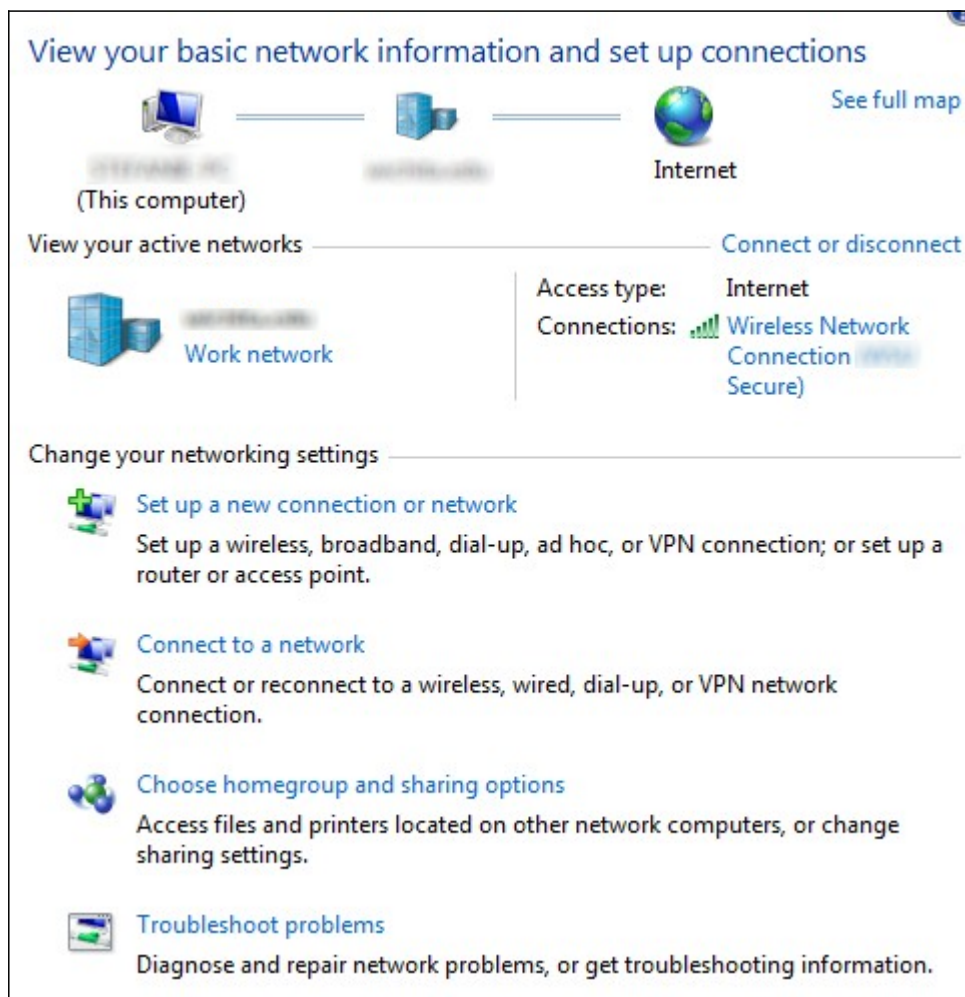 View your basic network information and set up connections
See full map
Internet
(This computer)
View your active networks
Connect or disconnect
Work network
Access type: Internet
Connections: Wireless Network
Connection
Secure)
Change your networking settings
Set up a new connection or network
Set up a wireless, broadband, dial-up, ad hoc, or VPN connection; or set up a
router or access point.
Connect to a network
Connect or reconnect to a wireless, wired, dial-up, or VPN network
connection.
Choose homegroup and sharing options
Access files and printers located on other network computers, or change
sharing settings.
Troubleshoot problems
Diagnose and repair network problems, or get troubleshooting information.